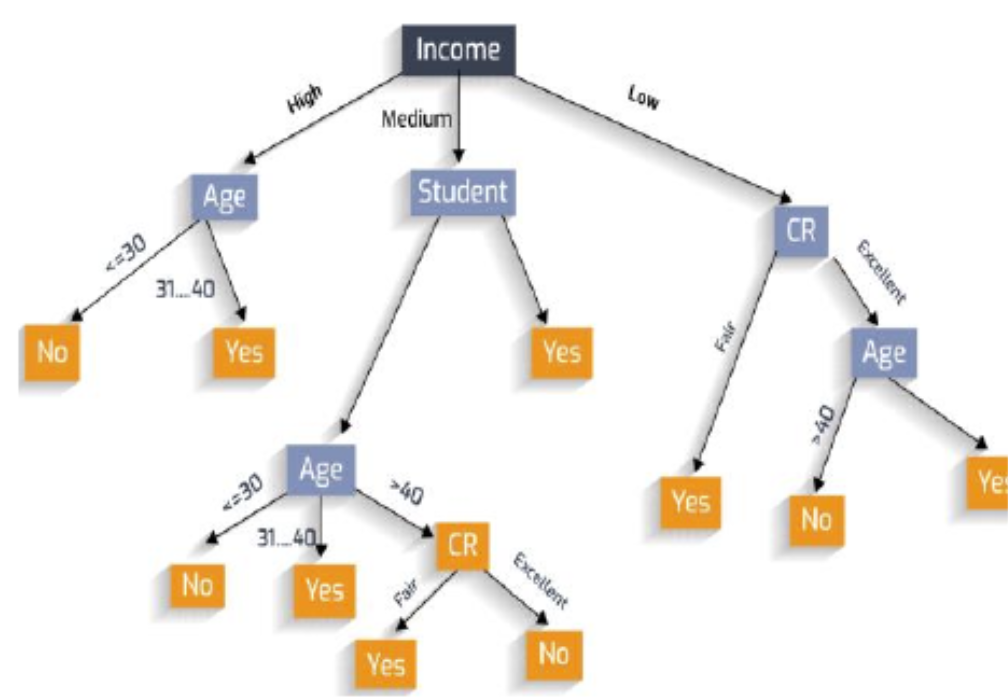 Income
High
Medium
Low
Age
Student
CR
<=30
31....40
Excellent
Fair
No
Yes
Yes
Age
>40
Age
<=30
31....40
>40
CR
Yes
No
Yes
No
Yes
Fair
Excellent
Yes
No